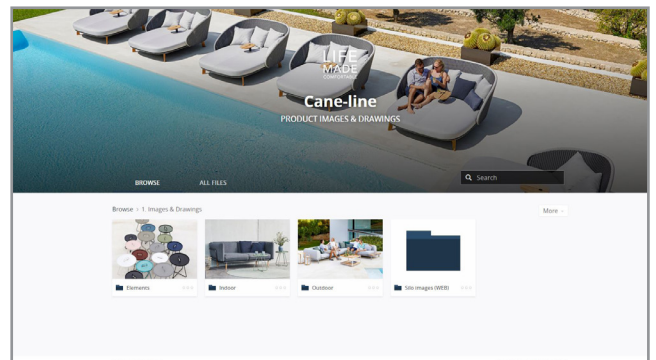 LIFE
MADE
COMFORTABLE
Cane-line
PRODUCT IMAGES & DRAWINGS
BROWSE ALL FILES Search
Browse > 1. Images & Drawings More
Elements Indoor Outdoor Silo images (WEB)